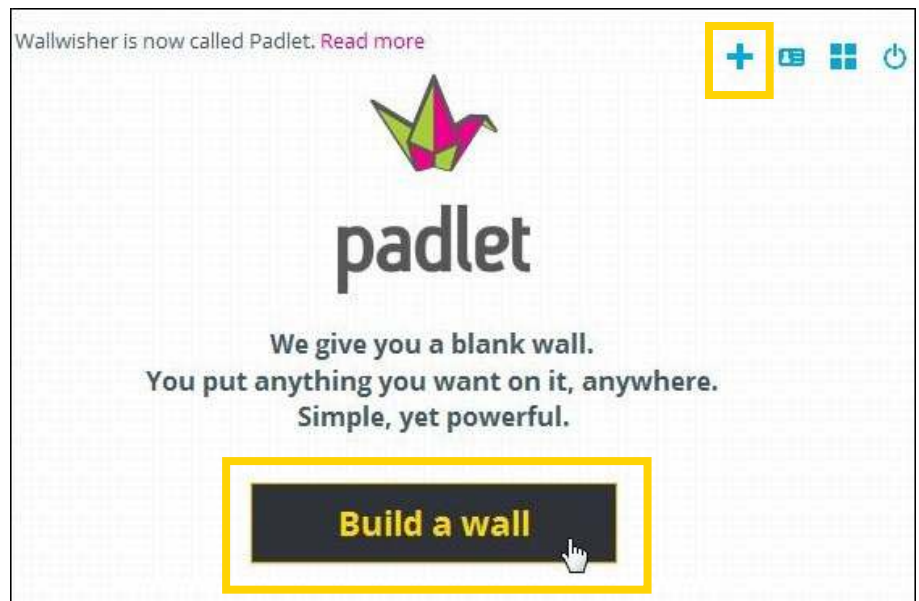 Wallwisher is now called Padlet. Read more
padlet
We give you a blank wall.
You put anything you want on it, anywhere.
Simple, yet powerful.
Build a wall